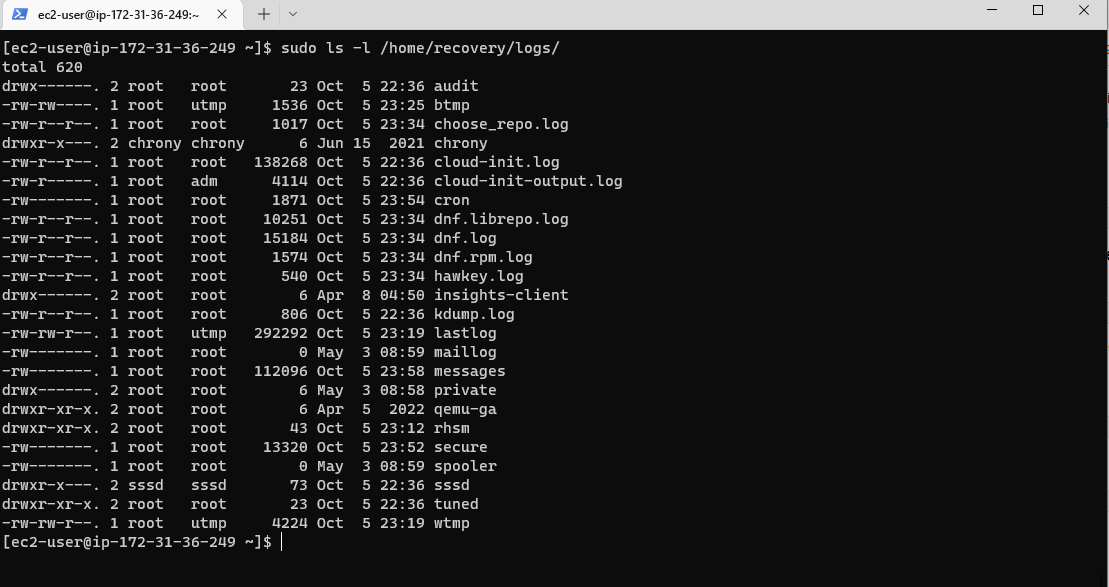 ec2-user@ip-172-31-36-249:~
[ec2-user@ip-172-31-36-249 ~]$ sudo ls -l /home/recovery/logs/
total 620
drwx------. 2 root   root       23 Oct  5 22:36 audit
-rw-rw----. 1 root   utmp     1536 Oct  5 23:25 btmp
-rw-r--r--. 1 root   root     1017 Oct  5 23:34 choose_repo.log
drwxr-x---. 2 chrony chrony      6 Jun 15  2021 chrony
-rw-r--r--. 1 root   root   138268 Oct  5 22:36 cloud-init.log
-rw-r-----. 1 root   adm      4114 Oct  5 22:36 cloud-init-output.log
-rw-------. 1 root   root     1871 Oct  5 23:54 cron
-rw-r--r--. 1 root   root    10251 Oct  5 23:34 dnf.librepo.log
-rw-r--r--. 1 root   root    15184 Oct  5 23:34 dnf.log
-rw-r--r--. 1 root   root     1574 Oct  5 23:34 dnf.rpm.log
-rw-r--r--. 1 root   root      540 Oct  5 23:34 hawkey.log
drwx------. 2 root   root        6 Apr  8 04:50 insights-client
-rw-r--r--. 1 root   root      806 Oct  5 22:36 kdump.log
-rw-rw-r--. 1 root   utmp   292292 Oct  5 23:19 lastlog
-rw-------. 1 root   root        0 May  3 08:59 maillog
-rw-------. 1 root   root   112096 Oct  5 23:58 messages
drwx------. 2 root   root        6 May  3 08:58 private
drwxr-xr-x. 2 root   root        6 Apr  5  2022 qemu-ga
drwxr-xr-x. 2 root   root       43 Oct  5 23:12 rhsm
-rw-------. 1 root   root    13320 Oct  5 23:52 secure
-rw-------. 1 root   root        0 May  3 08:59 spooler
drwxr-x---. 2 sssd   sssd       73 Oct  5 22:36 sssd
drwxr-xr-x. 2 root   root       23 Oct  5 22:36 tuned
-rw-rw-r--. 1 root   utmp     4224 Oct  5 23:19 wtmp
[ec2-user@ip-172-31-36-249 ~]$